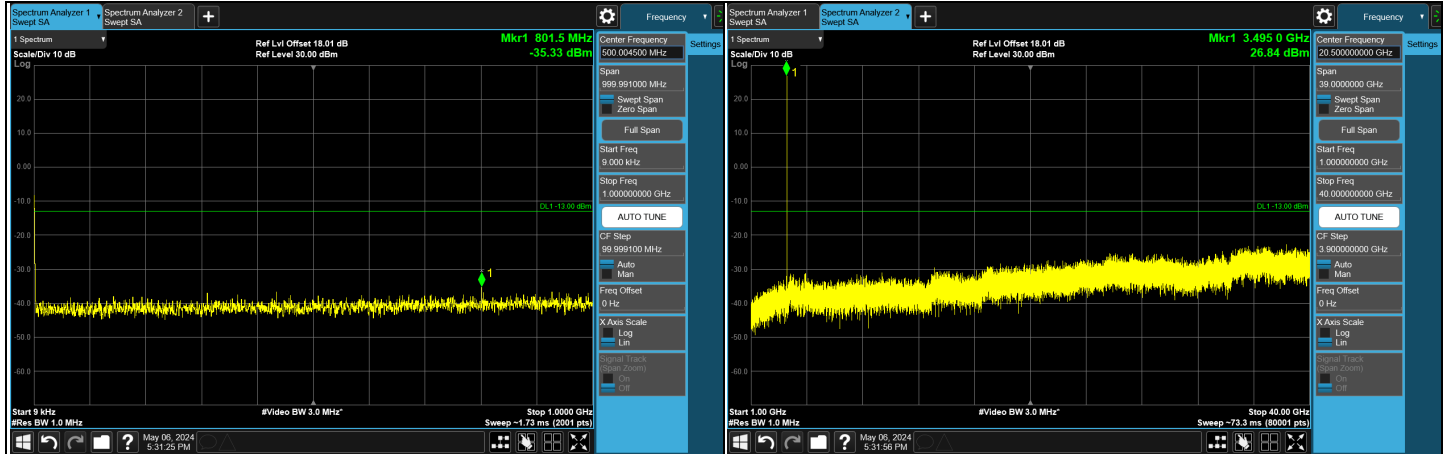 Spectrum Analyzer 1
Swept SA
Spectrum Analyzer 2
Swept SA
+
Frequency
1 Spectrum
Scale/Div 10 dB
Log
Ref Lvl Offset 18.01 dB
Ref Level 30.00 dBm
Mkr1 801.5 MHz
-35.33 dBm
20.0
10.0
0.00
-10.0
-20.0
-30.0
-40.0
-50.0
-60.0
DL1 -13.00 dBm
1
Start 9 kHz
#Res BW 1.0 MHz
#Video BW 3.0 MHz*
Stop 1.0000 GHz
Sweep ~1.73 ms (2001 pts)
?
May 06, 2024
5:31:25 PM
Center Frequency
500.004500 MHz
Settings
Span
999.991000 MHz
Swept Span
Zero Span
Full Span
Start Freq
9.000 kHz
Stop Freq
1.000000000 GHz
AUTO TUNE
CF Step
99.999100 MHz
Auto
Man
Freq Offset
0 Hz
X Axis Scale
Log
Lin
Signal Track
(Span Zoom)
On
Off
Spectrum Analyzer 1
Swept SA
Spectrum Analyzer 2
Swept SA
+
Frequency
1 Spectrum
Scale/Div 10 dB
Log
Ref Lvl Offset 18.01 dB
Ref Level 30.00 dBm
Mkr1 3.495 0 GHz
26.84 dBm
1
20.0
10.0
0.00
-10.0
-20.0
-30.0
-40.0
-50.0
-60.0
DL1 -13.00 dBm
Start 1.00 GHz
#Res BW 1.0 MHz
#Video BW 3.0 MHz*
Stop 40.00 GHz
Sweep ~73.3 ms (80001 pts)
?
May 06, 2024
5:31:56 PM
Center Frequency
20.500000000 GHz
Settings
Span
39.0000000 GHz
Swept Span
Zero Span
Full Span
Start Freq
1.000000000 GHz
Stop Freq
40.000000000 GHz
AUTO TUNE
CF Step
3.900000000 GHz
Auto
Man
Freq Offset
0 Hz
X Axis Scale
Log
Lin
Signal Track
(Span Zoom)
On
Off